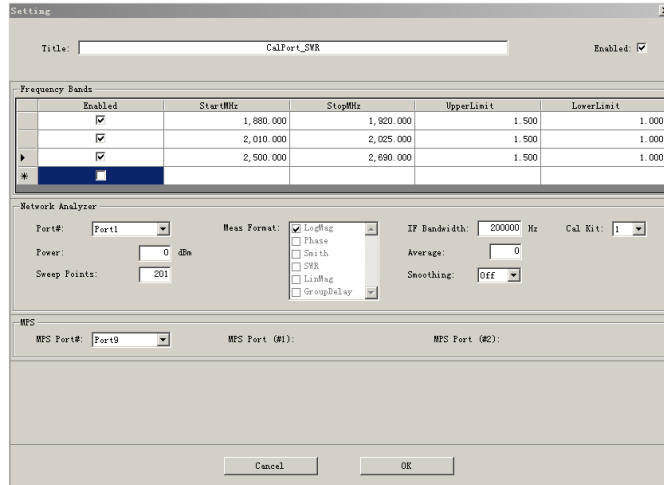 Setting
Title: CalPort_SWR Enabled:
Frequency Bands
Enabled StartMHz StopMHz UpperLimit LowerLimit
1,880.000 1,920.000 1.500 1.000
2,010.000 2,025.000 1.500 1.000
2,500.000 2,690.000 1.500 1.000
Network Analyzer
Port#: Port1 Meas Format: LogMag IF Bandwidth: 200000 Hz Cal Kit: 1
Phase
Power: 0 dBm Smith Average: 0
SWR
Sweep Points: 201 LinMag Smoothing: Off
GroupDelay
MPS
MPS Port#: Port9 MPS Port (#1): MPS Port (#2):
Cancel OK